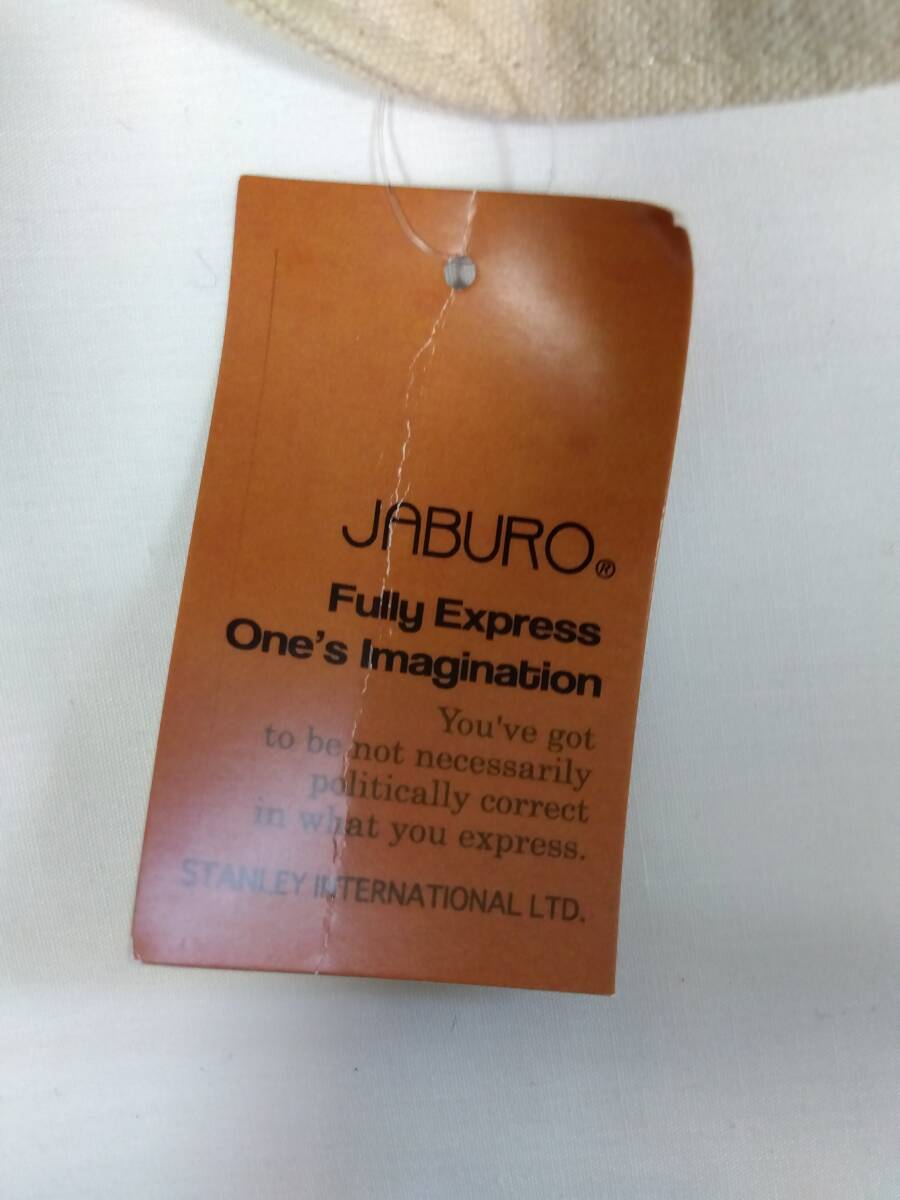 JABURO®
Fully Express
One's Imagination
You've got
to be not necessarily
politically correct
in what you express.
STANLEY INTERNATIONAL LTD.